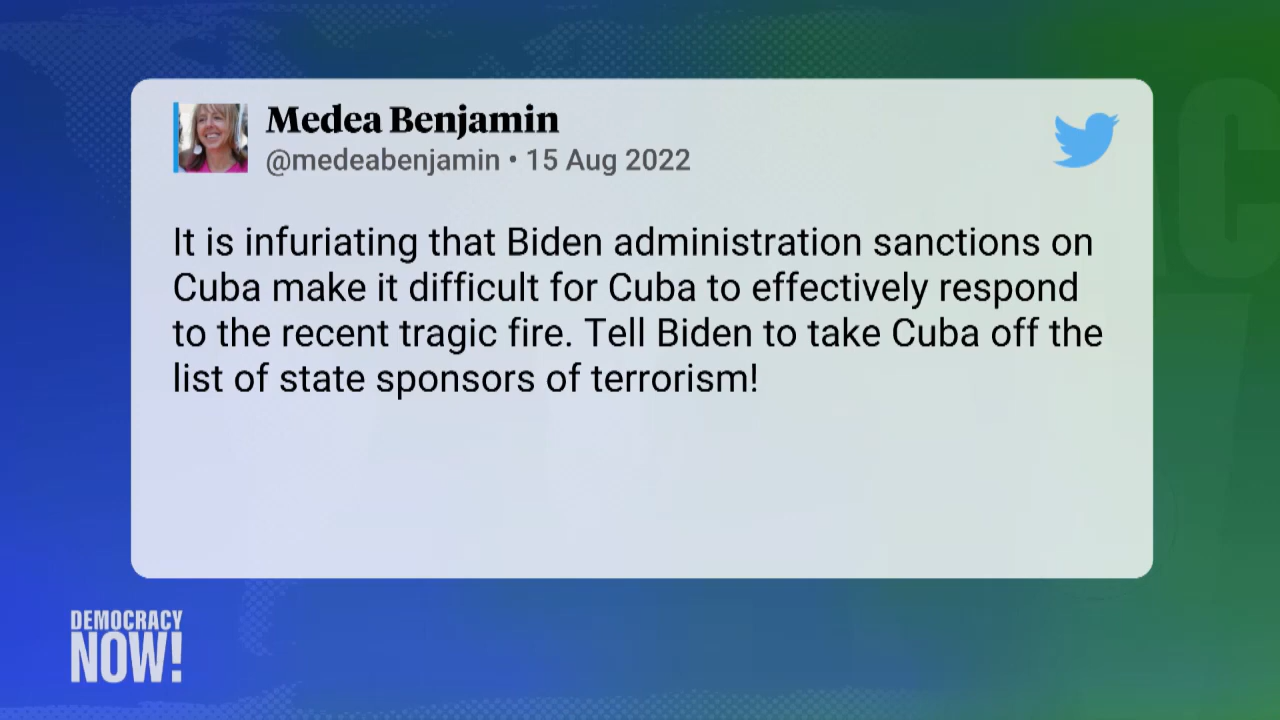 Medea Benjamin
@medeabenjamin • 15 Aug 2022
It is infuriating that Biden administration sanctions on
Cuba make it difficult for Cuba to effectively respond
to the recent tragic fire. Tell Biden to take Cuba off the
list of state sponsors of terrorism!
DEMOCRACY
NOW!